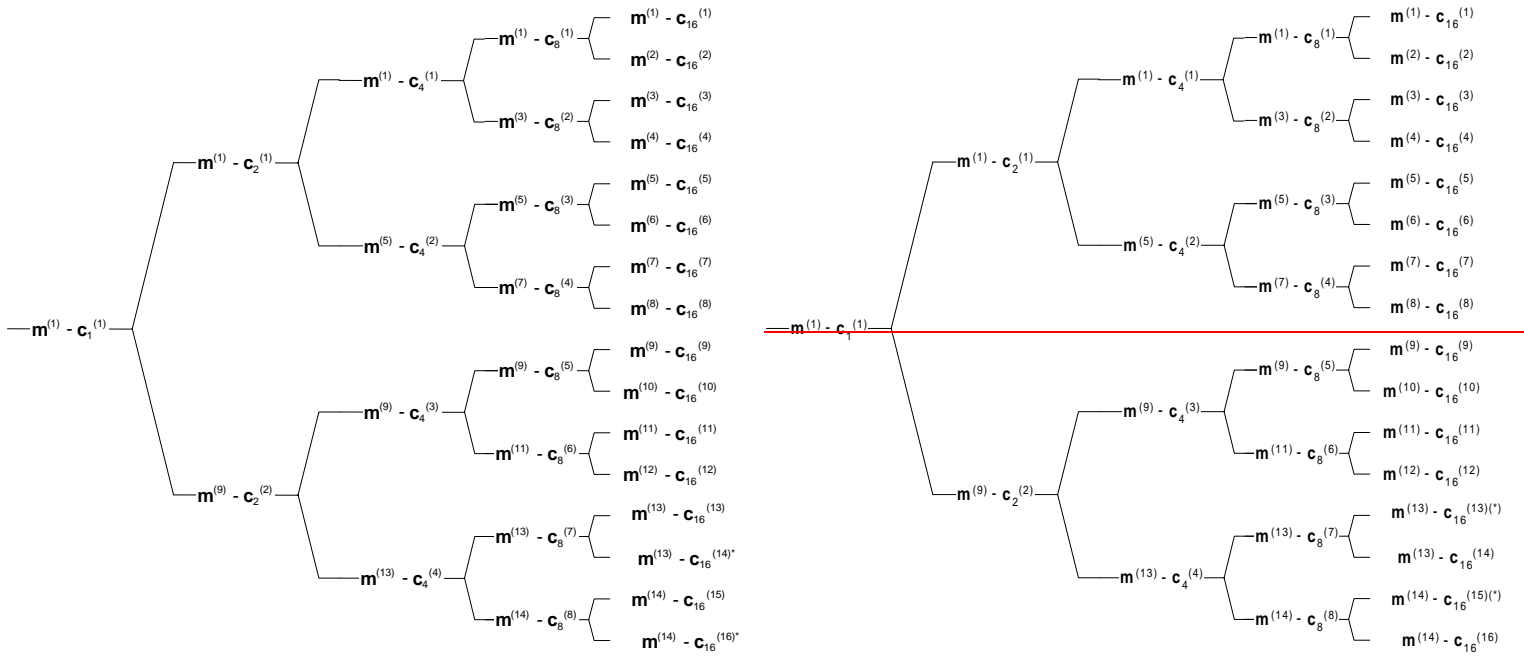 m(1) - c16(1)
m(1) - c8(1)
m(2) - c16(2)
m(1) - c4(1)
m(3) - c16(3)
m(3) - c8(2)
m(4) - c16(4)
m(1) - c2(1)
m(5) - c16(5)
m(5) - c8(3)
m(6) - c16(6)
m(5) - c4(2)
m(7) - c16(7)
m(7) - c8(4)
m(8) - c16(8)
m(1) - c1(1)
m(9) - c16(9)
m(9) - c8(5)
m(10) - c16(10)
m(9) - c4(3)
m(11) - c16(11)
m(11) - c8(6)
m(12) - c16(12)
m(9) - c2(2)
m(13) - c16(13)
m(13) - c8(7)
m(13) - c16(14)*
m(13) - c4(4)
m(14) - c16(15)
m(14) - c8(8)
m(14) - c16(16)*
m(1) - c16(1)
m(1) - c8(1)
m(2) - c16(2)
m(1) - c4(1)
m(3) - c16(3)
m(3) - c8(2)
m(4) - c16(4)
m(1) - c2(1)
m(5) - c16(5)
m(5) - c8(3)
m(6) - c16(6)
m(5) - c4(2)
m(7) - c16(7)
m(7) - c8(4)
m(8) - c16(8)
m(1) - c1(1)
m(9) - c16(9)
m(9) - c8(5)
m(10) - c16(10)
m(9) - c4(3)
m(11) - c16(11)
m(11) - c8(6)
m(12) - c16(12)
m(9) - c2(2)
m(13) - c16(13)(*)
m(13) - c8(7)
m(13) - c16(14)
m(13) - c4(4)
m(14) - c16(15)(*)
m(14) - c8(8)
m(14) - c16(16)